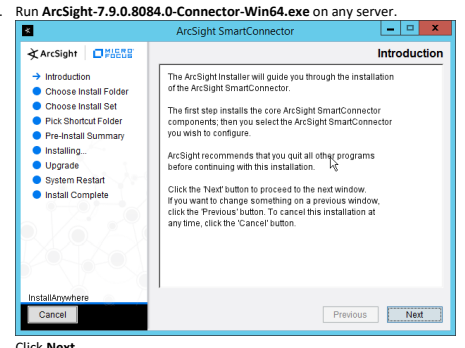 . Run ArcSight-7.9.0.8084.0-Connector-Win64.exe on any server.
ArcSight SmartConnector
ArcSight MICRO FOCUS
Introduction
Introduction
Choose Install Folder
Choose Install Set
Pick Shortcut Folder
Pre-Install Summary
Installing...
Upgrade
System Restart
Install Complete
The ArcSight Installer will guide you through the installation
of the ArcSight SmartConnector.
The first step installs the core ArcSight SmartConnector
components; then you select the ArcSight SmartConnector
you wish to configure.
ArcSight recommends that you quit all other programs
before continuing with this installation.
Click the 'Next' button to proceed to the next window.
If you want to change something on a previous window,
click the 'Previous' button. To cancel this installation at
any time, click the 'Cancel' button.
InstallAnywhere
Cancel
Previous
Next
Click Next